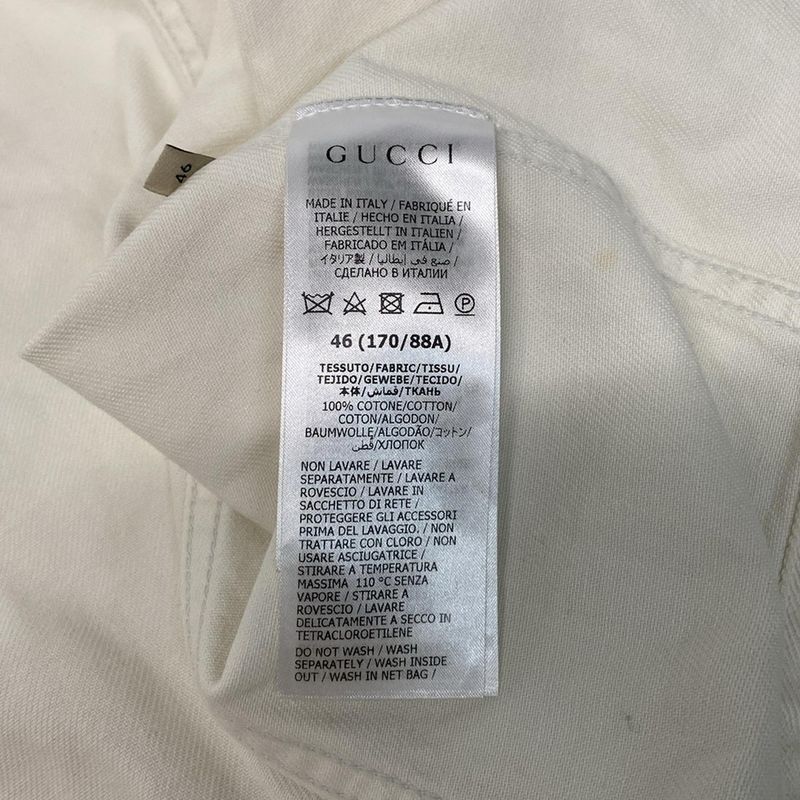 46
GUCCI
MADE IN ITALY / FABRIQUÉ EN
ITALIE / HECHO EN ITALIA /
HERGESTELLT IN ITALIEN /
FABRICADO EM ITÁLIA /
イタリア製 / صنع في إيطاليا /
СДЕЛАНО В ИТАЛИИ
46 (170/88A)
TESSUTO/FABRIC/TISSU/
TEJIDO/GEWEBE/TECIDO/
本体/قماش/ТКАНЬ
100% COTONE/COTTON/
COTON/ALGODON/
BAUMWOLLE/ALGODÃO/コットン/
قطن/ХЛОПОК
NON LAVARE / LAVARE
SEPARATAMENTE / LAVARE A
ROVESCIO / LAVARE IN
SACCHETTO DI RETE /
PROTEGGERE GLI ACCESSORI
PRIMA DEL LAVAGGIO. / NON
TRATTARE CON CLORO / NON
USARE ASCIUGATRICE /
STIRARE A TEMPERATURA
MASSIMA 110 °C SENZA
VAPORE / STIRARE A
ROVESCIO / LAVARE
DELICATAMENTE A SECCO IN
TETRACLOROETILENE
DO NOT WASH / WASH
SEPARATELY / WASH INSIDE
OUT / WASH IN NET BAG /